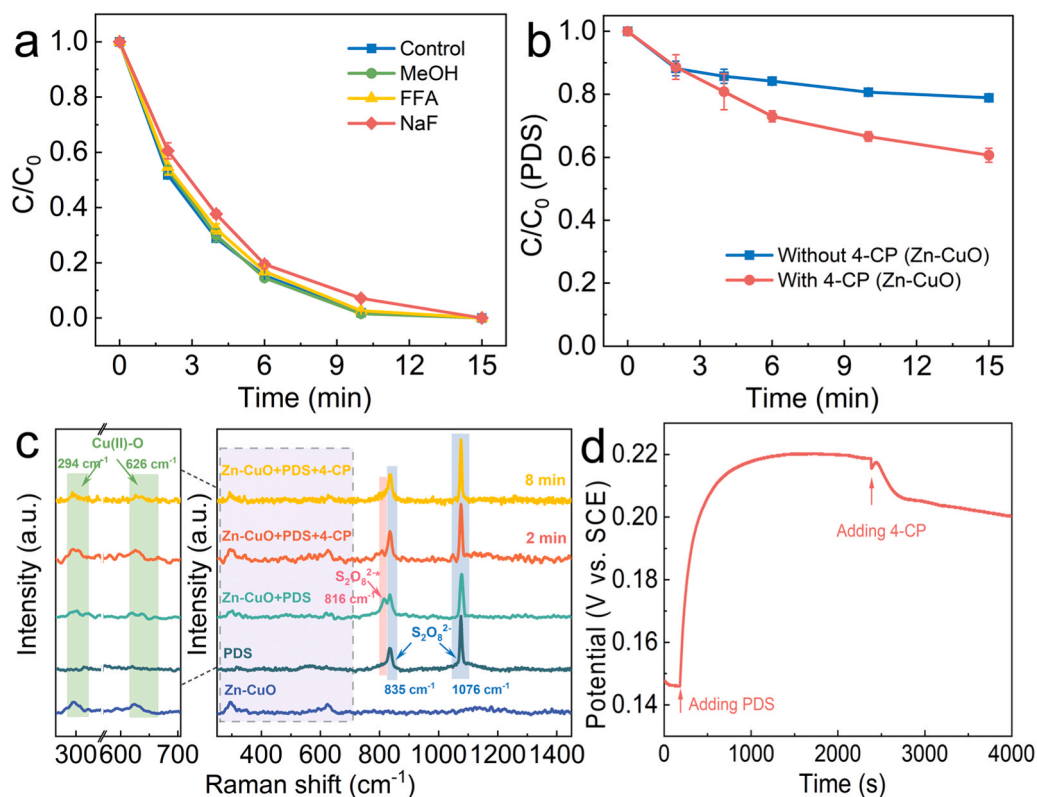 a
1.0
0.8
0.6
0.4
0.2
0.0
C/C0
0 3 6 9 12 15
Time (min)
Control
MeOH
FFA
NaF
b
1.0
0.8
0.6
0.4
0.2
0.0
C/C0 (PDS)
0 3 6 9 12 15
Time (min)
Without 4-CP (Zn-CuO)
With 4-CP (Zn-CuO)
c
Cu(II)-O
294 cm-1 626 cm-1
Intensity (a.u.)
Intensity (a.u.)
Zn-CuO+PDS+4-CP 8 min
Zn-CuO+PDS+4-CP 2 min
S2O82-*
Zn-CuO+PDS 816 cm-1
S2O82-
PDS
835 cm-1 1076 cm-1
Zn-CuO
300 600 700 400 600 800 1000 1200 1400
Raman shift (cm-1)
d
0.22
0.20
0.18
0.16
0.14
Potential (V vs. SCE)
Adding 4-CP
Adding PDS
0 1000 2000 3000 4000
Time (s)